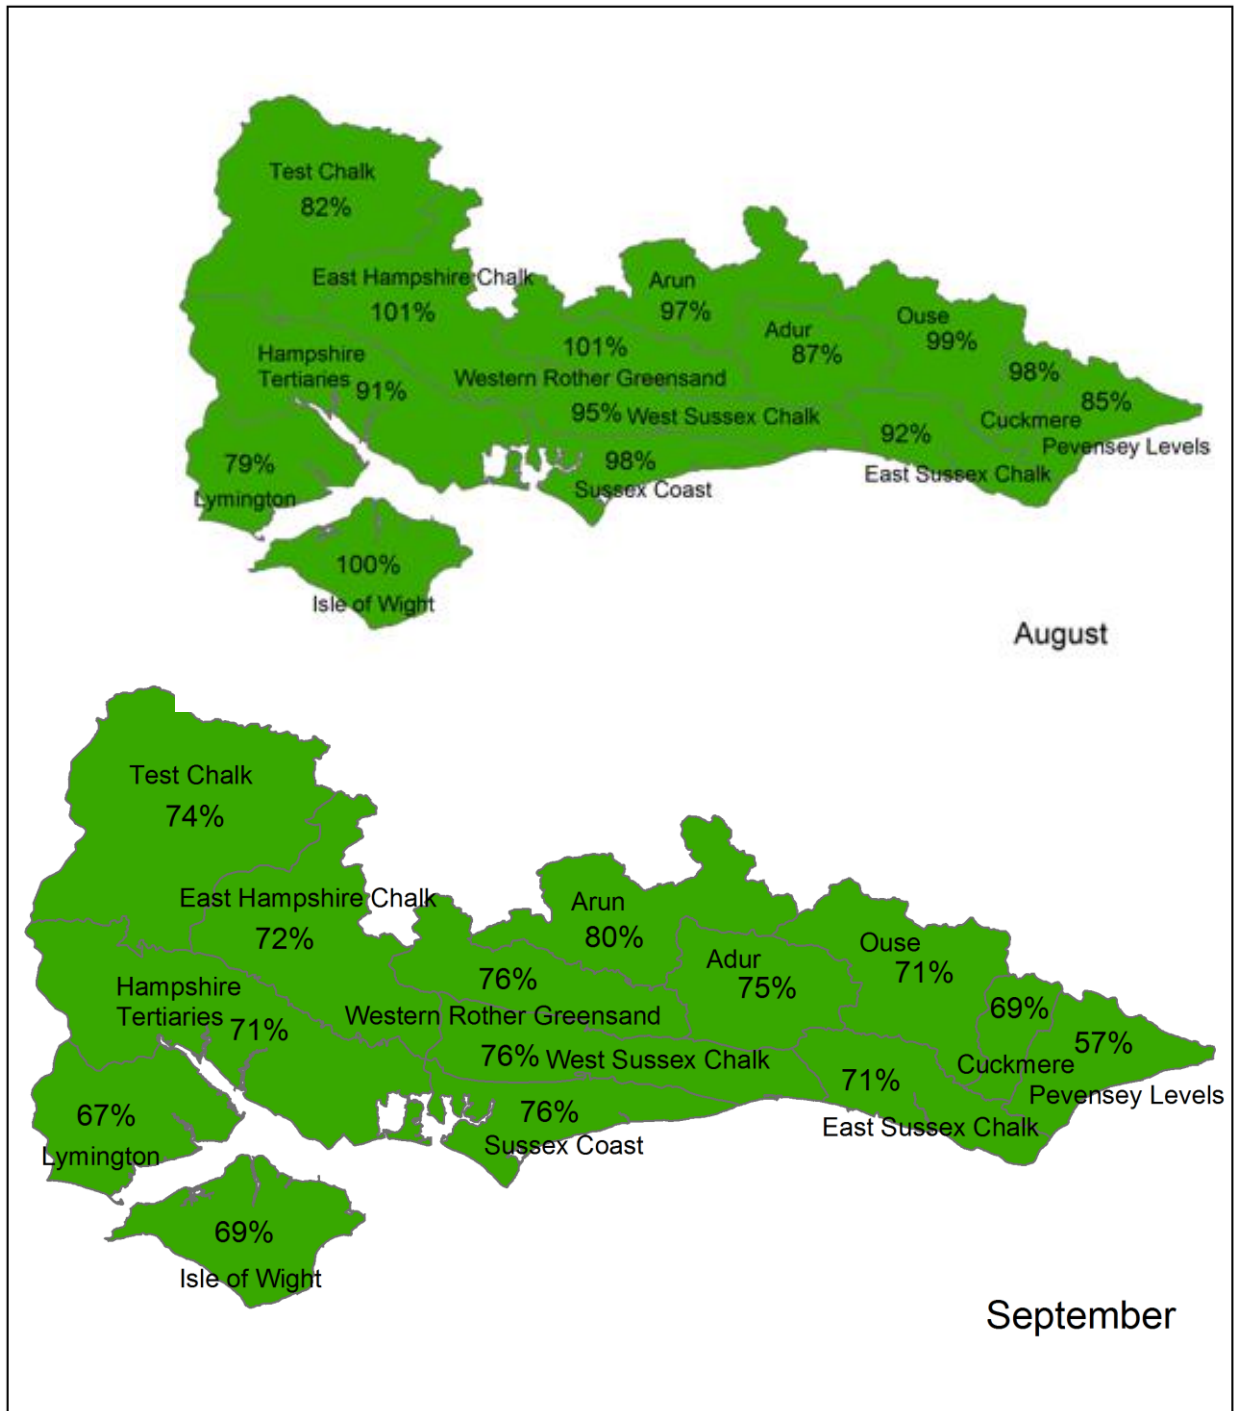 Test Chalk
82%
East Hampshire Chalk
101%
Arun
97%
Ouse
99%
Adur
87%
101%
Western Rother Greensand
Hampshire
Tertiaries 91%
98%
Cuckmere
85%
Pevensey Levels
95% West Sussex Chalk
92%
East Sussex Chalk
79%
Lymington
98%
Sussex Coast
100%
Isle of Wight
August
Test Chalk
74%
East Hampshire Chalk
72%
Arun
80%
Ouse
71%
Adur
75%
76%
Western Rother Greensand
Hampshire
Tertiaries 71%
69%
Cuckmere
57%
Pevensey Levels
76% West Sussex Chalk
71%
East Sussex Chalk
67%
Lymington
76%
Sussex Coast
69%
Isle of Wight
September